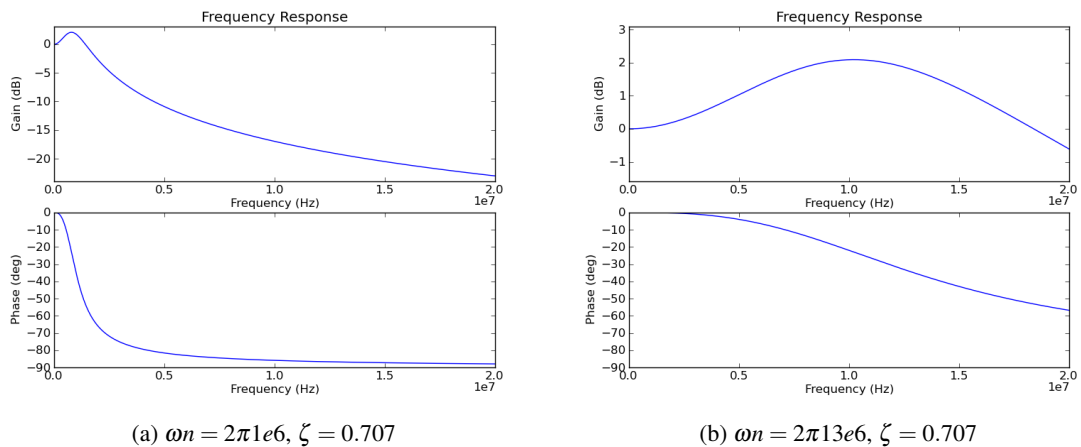 Frequency Response
Gain (dB)
0
−5
−10
−15
−20
0.0 0.5 1.0 1.5 2.0
1e7
Frequency (Hz)
Phase (deg)
0
−10
−20
−30
−40
−50
−60
−70
−80
−90
0.0 0.5 1.0 1.5 2.0
1e7
Frequency (Hz)
(a) ωn = 2π1e6, ζ = 0.707
Frequency Response
Gain (dB)
3
2
1
0
−1
0.0 0.5 1.0 1.5 2.0
1e7
Frequency (Hz)
Phase (deg)
0
−10
−20
−30
−40
−50
−60
−70
−80
−90
0.0 0.5 1.0 1.5 2.0
1e7
Frequency (Hz)
(b) ωn = 2π13e6, ζ = 0.707